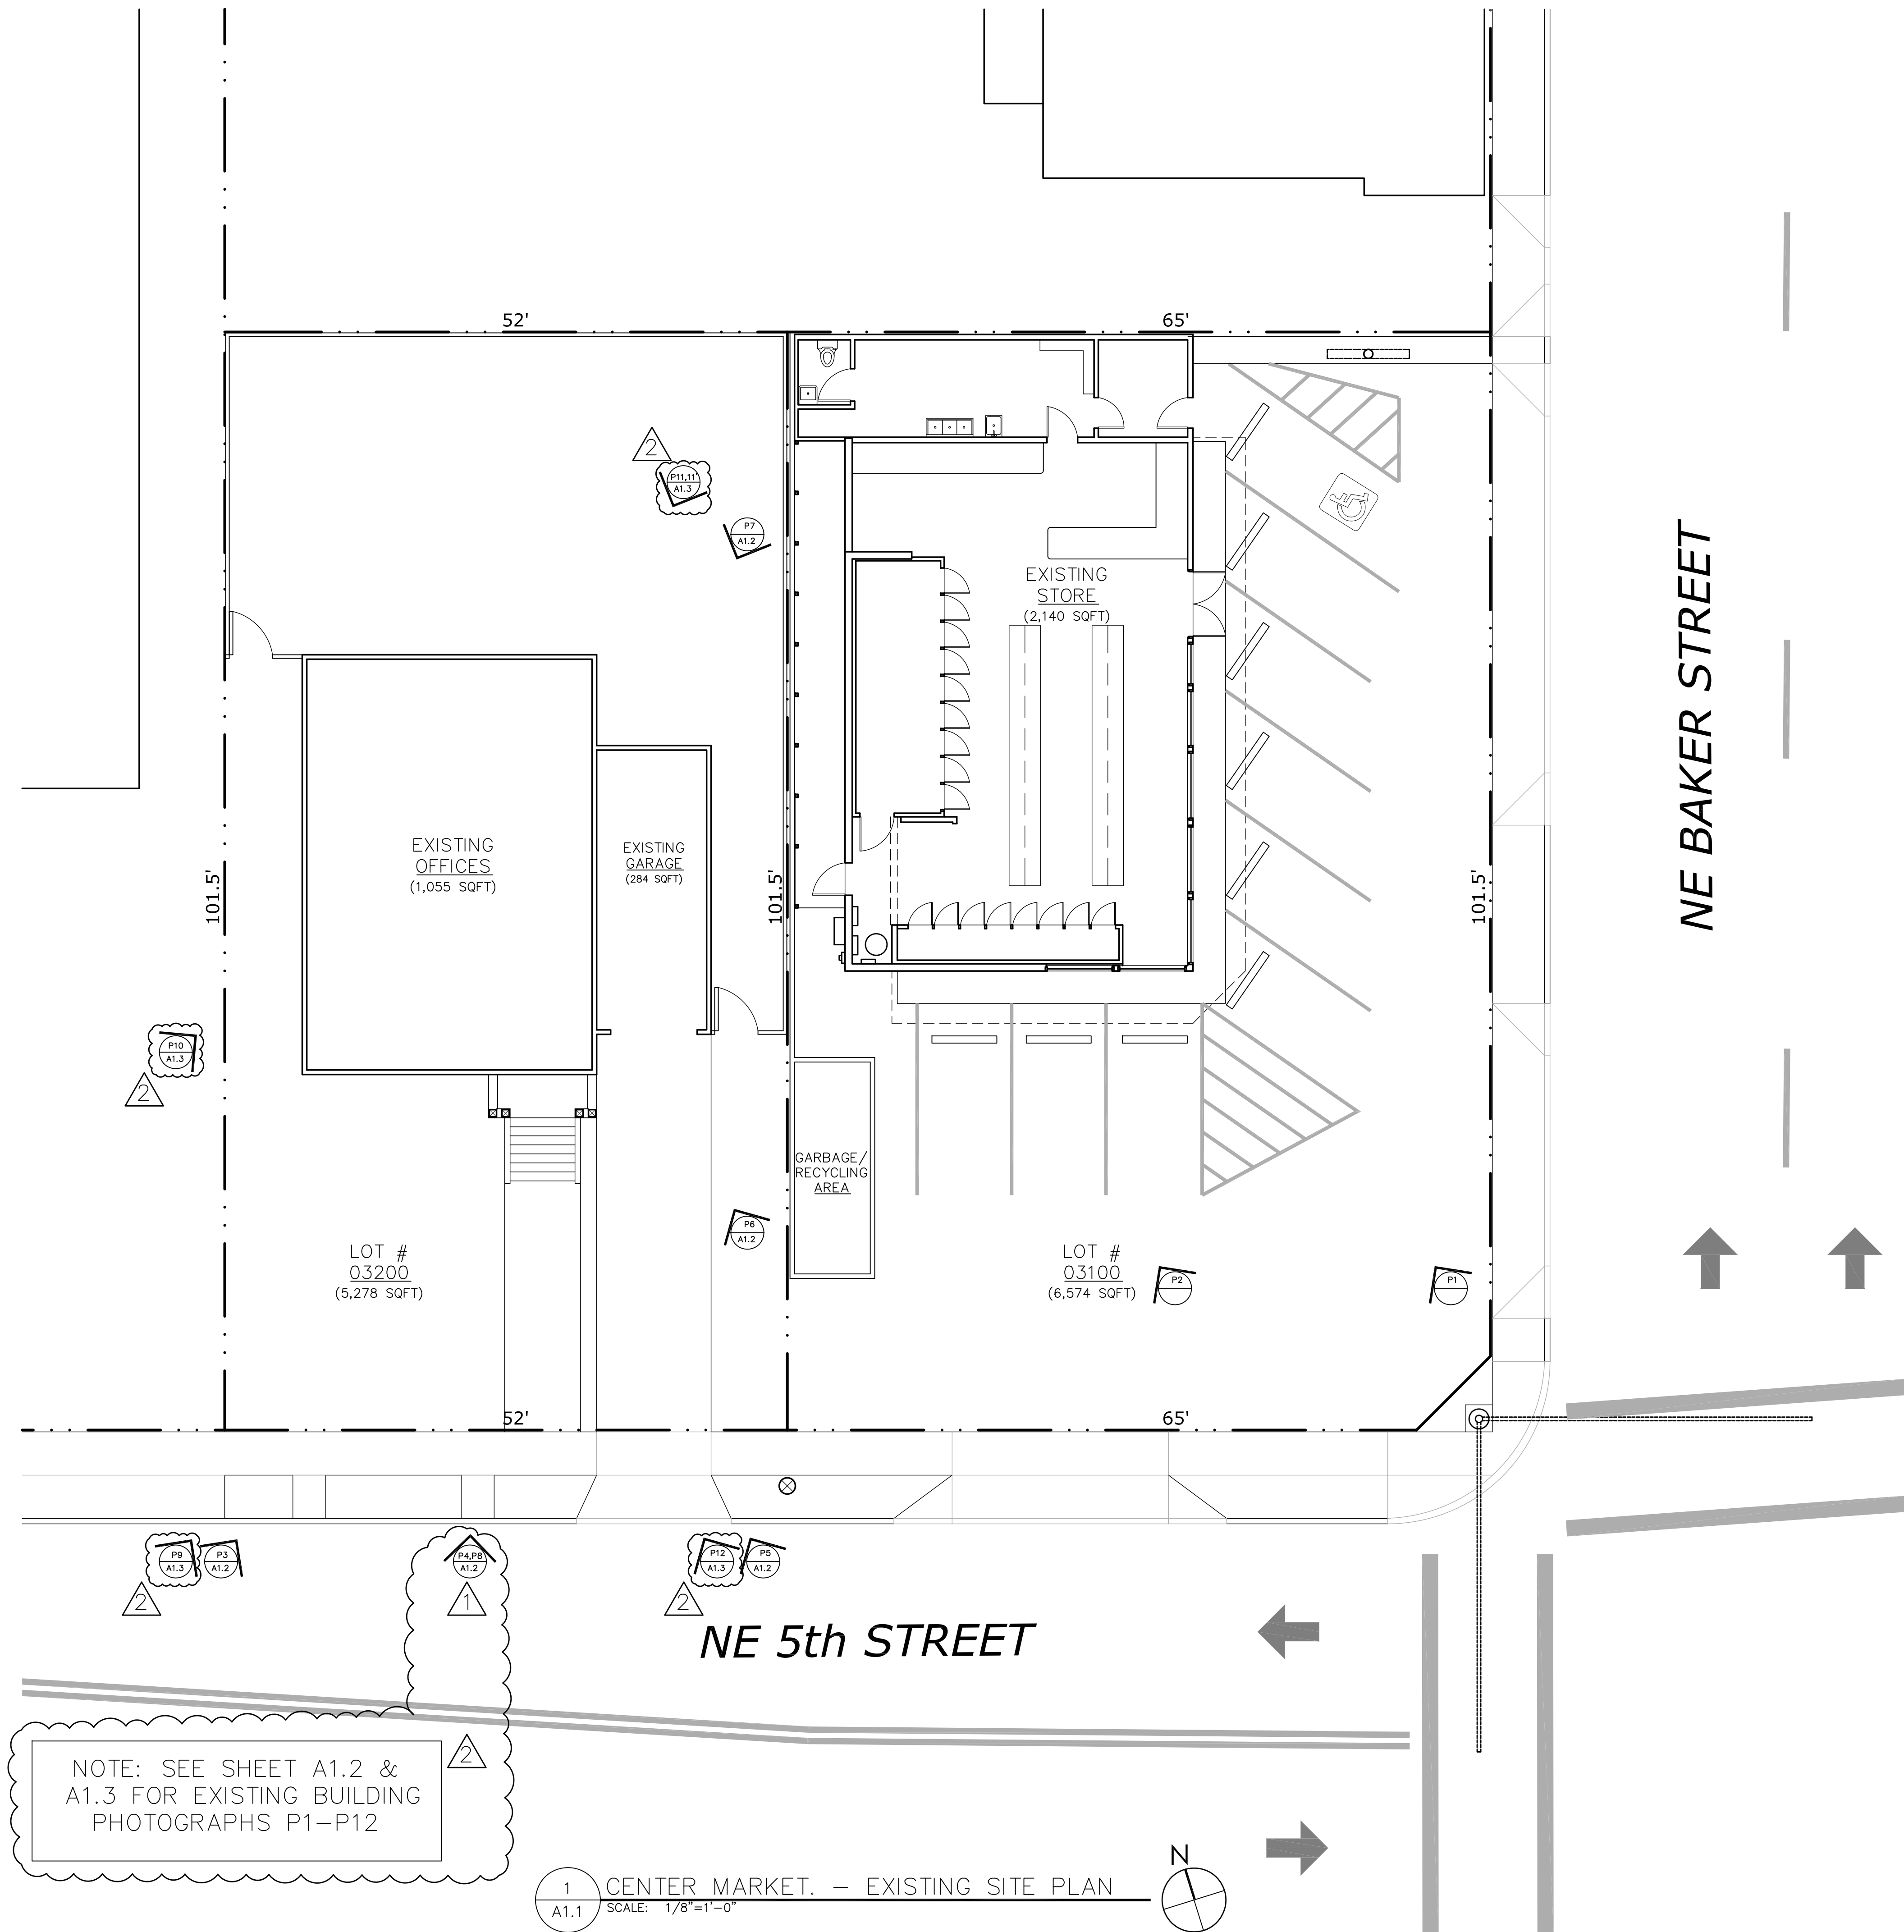 52'
65'
2
P11,11'
A1.3
P7
A1.2
EXISTING
STORE
(2,140 SQFT)
NE BAKER STREET
EXISTING
OFFICES
(1,055 SQFT)
EXISTING
GARAGE
(284 SQFT)
101.5'
101.5'
101.5'
P10
A1.3
2
GARBAGE/
RECYCLING
AREA
P6
A1.2
LOT #
03200
(5,278 SQFT)
LOT #
03100
(6,574 SQFT)
P2
P1
52'
65'
P9
A1.3
P3
A1.2
P4,P8
A1.2
P12
A1.3
P5
A1.2
2
1
2
NE 5th STREET
2
NOTE: SEE SHEET A1.2 &
A1.3 FOR EXISTING BUILDING
PHOTOGRAPHS P1-P12
N
1
A1.1
CENTER MARKET. - EXISTING SITE PLAN
SCALE: 1/8"=1'-0"